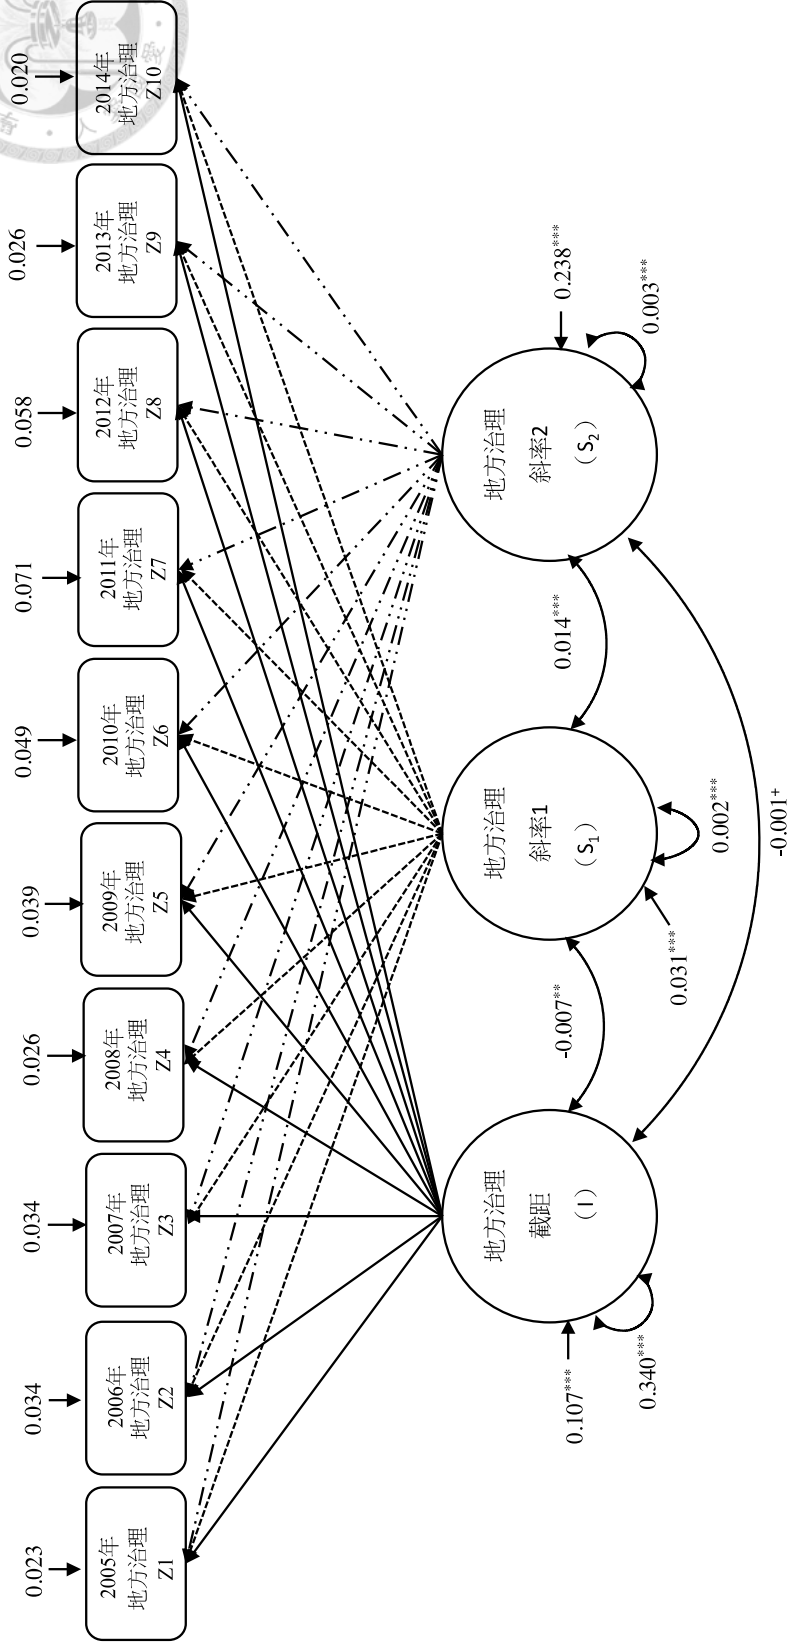 0.023
0.034
0.034
0.026
0.039
0.049
0.071
0.058
0.026
0.020
2005年
地方治理
Z1
2006年
地方治理
Z2
2007年
地方治理
Z3
2008年
地方治理
Z4
2009年
地方治理
Z5
2010年
地方治理
Z6
2011年
地方治理
Z7
2012年
地方治理
Z8
2013年
地方治理
Z9
2014年
地方治理
Z10
地方治理
截距
（I）
地方治理
斜率1
（S₁）
地方治理
斜率2
（S₂）
0.107***
0.340***
-0.007**
0.031***
0.002***
0.014***
0.238***
0.003***
-0.001⁺